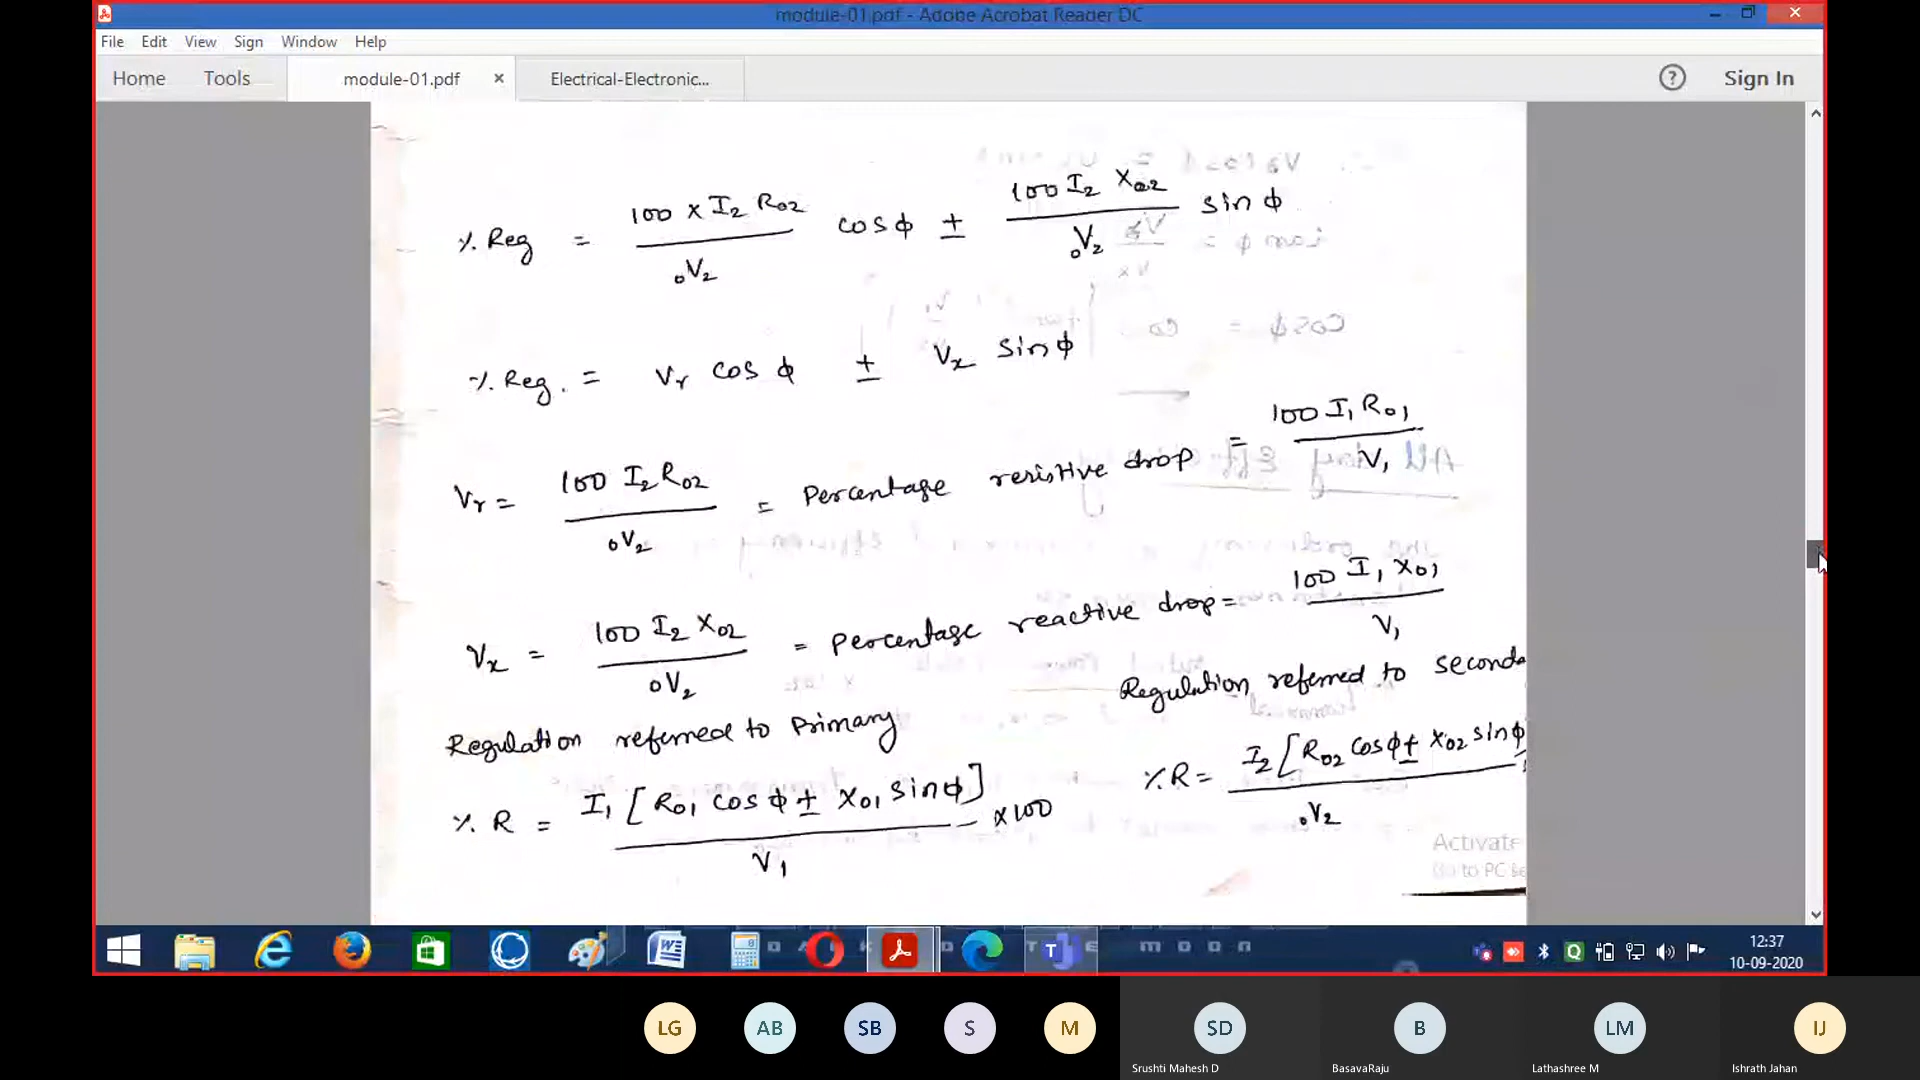 module-01.pdf - Adobe Acrobat Reader DC
File Edit View Sign Window Help
Home Tools module-01.pdf × Electrical-Electronic... ? Sign In
% Reg = 100 × I₂ R₀₂ / ₀V₂ cos ϕ ± 100 I₂ X₀₂ / ₀V₂ sin ϕ
% Reg. = Vr cos ϕ ± Vx sin ϕ
Vr = 100 I₂ R₀₂ / ₀V₂ = Percentage resistive drop = 100 I₁ R₀₁ / V₁
Vx = 100 I₂ X₀₂ / ₀V₂ = Percentage reactive drop = 100 I₁ X₀₁ / V₁
Regulation referred to Primary
% R = I₁ [R₀₁ cos ϕ ± X₀₁ sin ϕ] / V₁ × 100
Regulation referred to seconda
% R = I₂ [R₀₂ cos ϕ ± X₀₂ sin ϕ / ₀V₂
Activate
Go to PC se
12:37
10-09-2020
LG AB SB S M SD B LM IJ
Srushti Mahesh D BasavaRaju Lathashree M Ishrath Jahan